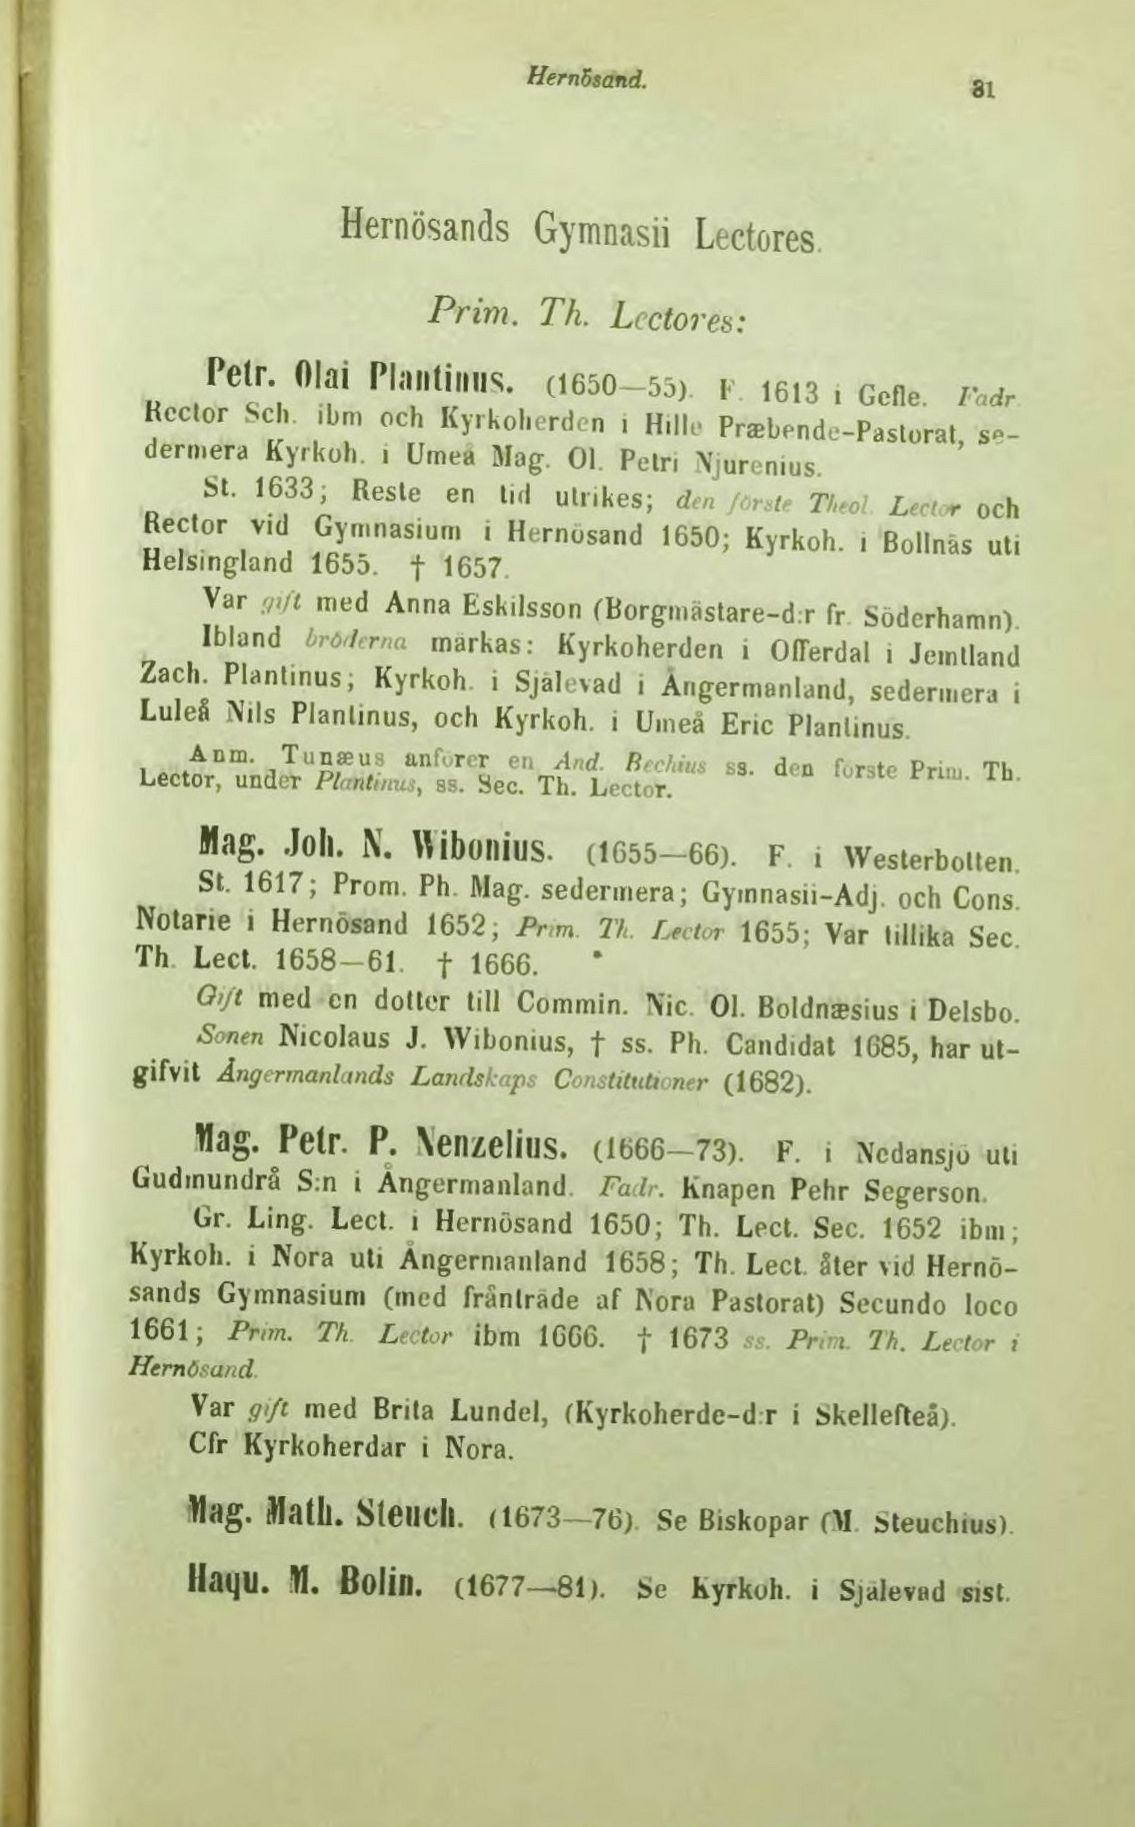 Hernösand.
31
Hernösands Gymnasii Lectores.
Prim. Th. Lectores:
Petr. Olai Plantinus. (1650—55). F. 1613 i Gefle. Fadr.
Rector Sch. ibm och Kyrkoherden i Hille Præbende-Pastorat, se-
dermera Kyrkoh. i Umeå Mag. Ol. Petri Njurenius.
St. 1633; Reste en tid utrikes; den förste Theol. Lector och
Rector vid Gymnasium i Hernösand 1650; Kyrkoh. i Bollnäs uti
Helsingland 1655. † 1657.
Var gift med Anna Eskilsson (Borgmästare-d:r fr. Söderhamn).
Ibland bröderna märkas: Kyrkoherden i Offerdal i Jemtland
Zach. Plantinus; Kyrkoh. i Själevad i Ångermanland, sedermera i
Luleå Nils Plantinus, och Kyrkoh. i Umeå Eric Plantinus.
Anm. Tunæus anförer en And. Bechius ss. den förste Prim. Th.
Lector, under Plantinus, ss. Sec. Th. Lector.
Mag. Joh. N. Wibonius. (1655—66). F. i Westerbotten.
St. 1617; Prom. Ph. Mag. sedermera; Gymnasii-Adj. och Cons.
Notarie i Hernösand 1652; Prim. Th. Lector 1655; Var tillika Sec.
Th. Lect. 1658—61. † 1666.
Gift med en dotter till Commin. Nic. Ol. Boldnæsius i Delsbo.
Sonen Nicolaus J. Wibonius, † ss. Ph. Candidat 1685, har ut-
gifvit Ångermanlands Landskaps Constitutioner (1682).
Mag. Petr. P. Nenzelius. (1666—73). F. i Nedansjö uti
Gudmundrå S:n i Ångermanland. Fadr. Knapen Pehr Segerson.
Gr. Ling. Lect. i Hernösand 1650; Th. Lect. Sec. 1652 ibm;
Kyrkoh. i Nora uti Ångermanland 1658; Th. Lect. åter vid Hernö-
sands Gymnasium (med frånträde af Nora Pastorat) Secundo loco
1661; Prim. Th. Lector ibm 1666. † 1673 ss. Prim. Th. Lector i
Hernösand.
Var gift med Brita Lundel, (Kyrkoherde-d:r i Skellefteå).
Cfr Kyrkoherdar i Nora.
Mag. Math. Steuch. (1673—76). Se Biskopar (M. Steuchius).
Haqu. M. Bolin. (1677—81). Se Kyrkoh. i Själevad sist.